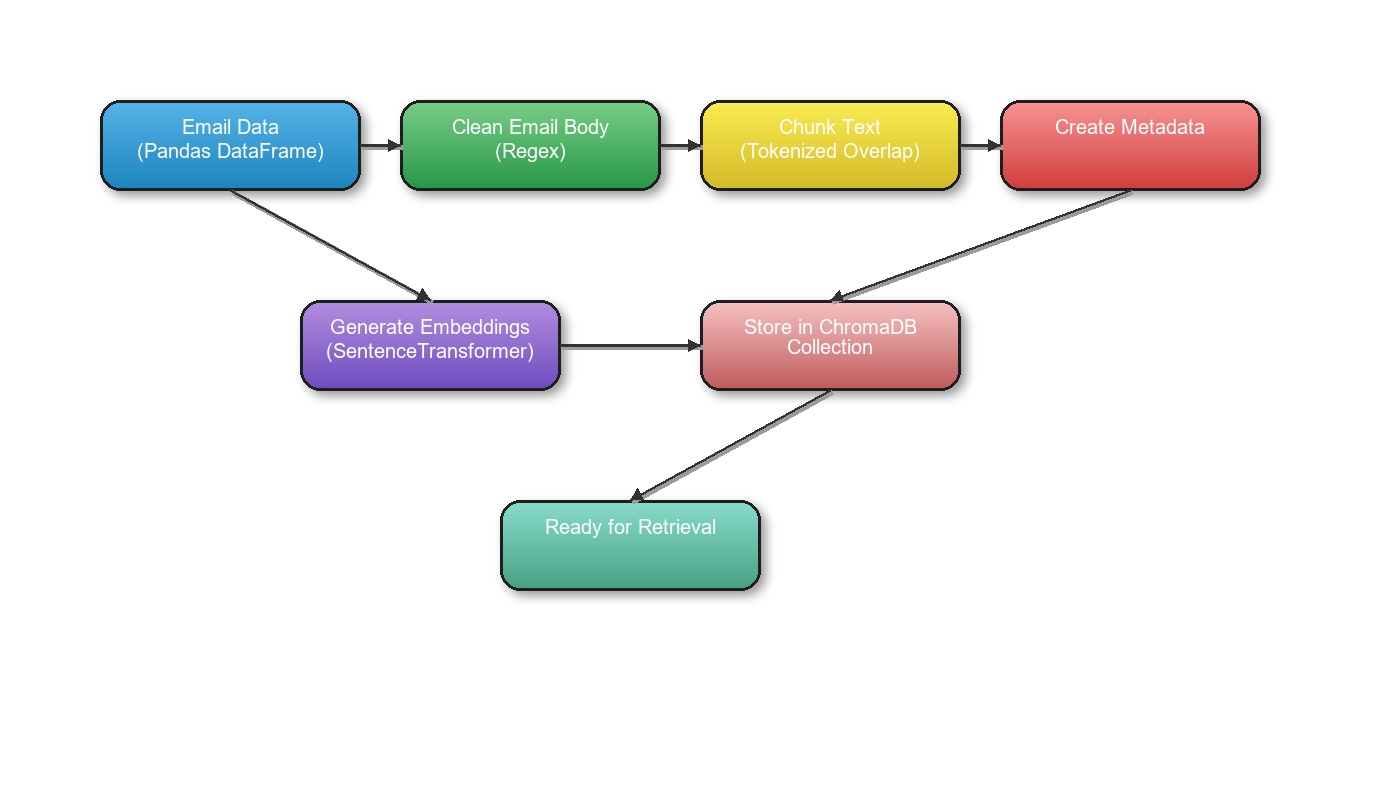 Email Data
(Pandas DataFrame)
Clean Email Body
(Regex)
Chunk Text
(Tokenized Overlap)
Create Metadata
Generate Embeddings
(SentenceTransformer)
Store in ChromaDB
Collection
Ready for Retrieval